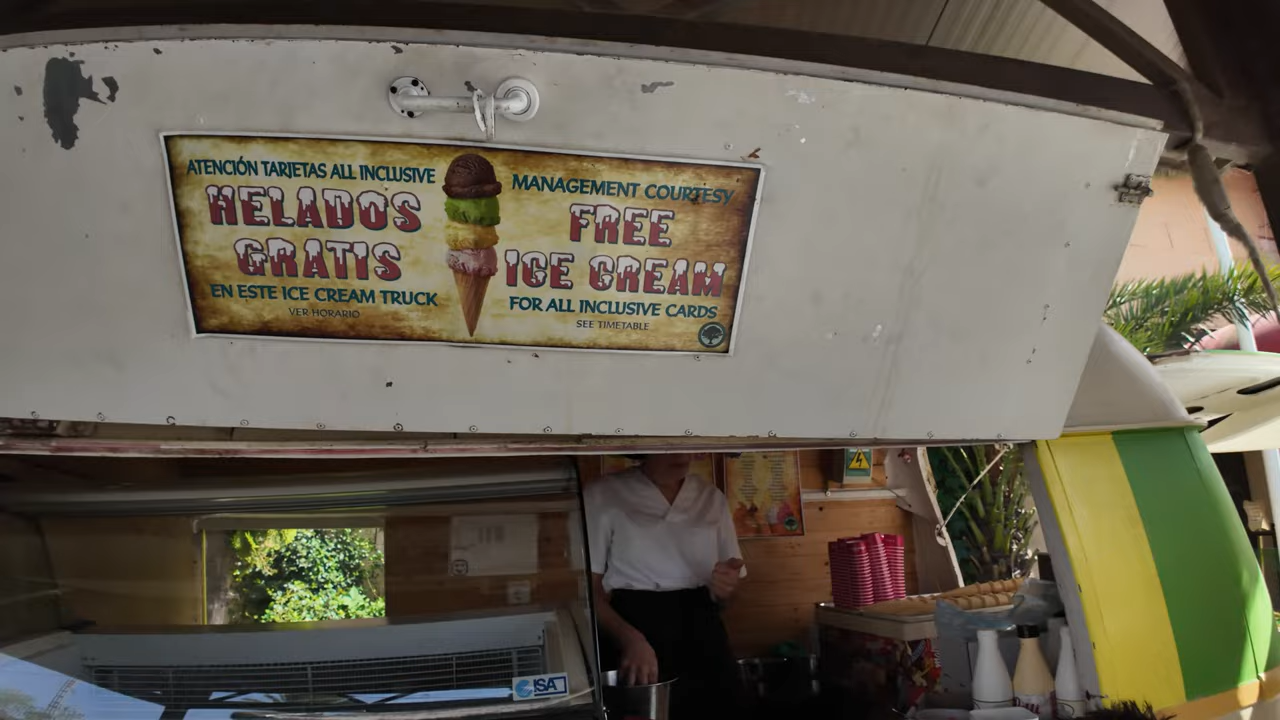 ATENCIÓN TARJETAS ALL INCLUSIVE
HELADOS
GRATIS
EN ESTE ICE CREAM TRUCK
VER HORARIO
MANAGEMENT COURTESY
FREE
ICE CREAM
FOR ALL INCLUSIVE CARDS
SEE TIMETABLE
ISA